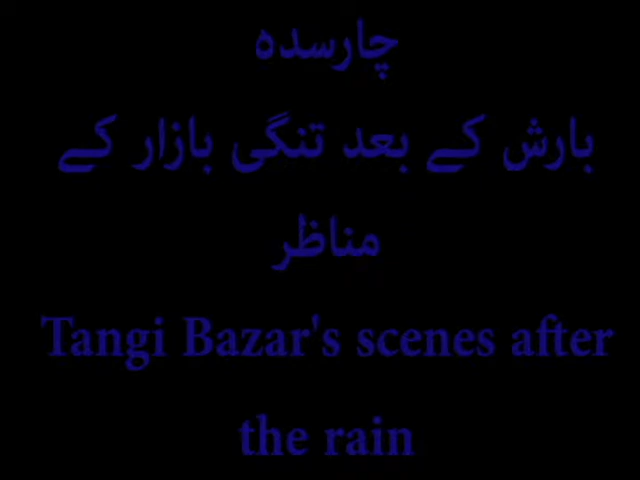 چارسدہ
بارش کے بعد تنگی بازار کے
مناظر
Tangi Bazar's scenes after
the rain